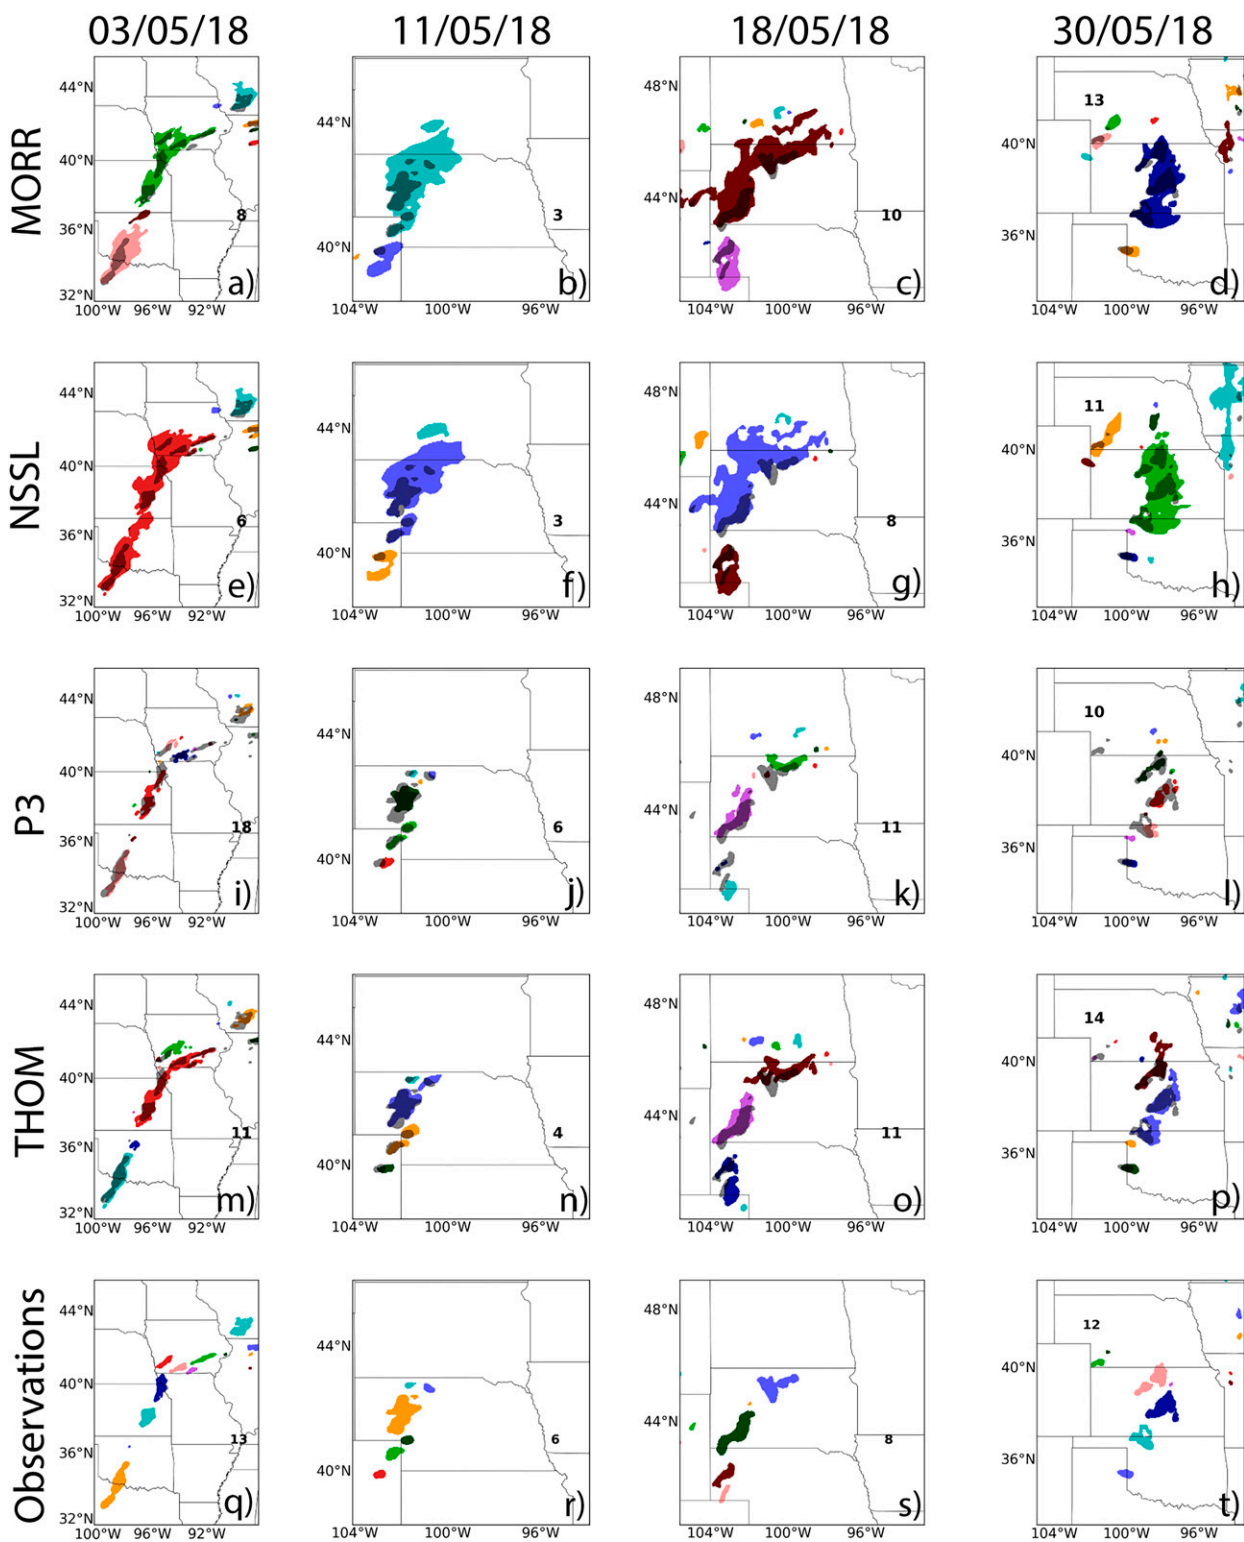 03/05/18 11/05/18 18/05/18 30/05/18
MORR
44°N 40°N 36°N 32°N 8 a)
100°W 96°W 92°W
44°N 40°N 3 b)
104°W 100°W 96°W
48°N 44°N 10 c)
104°W 100°W 96°W
13 40°N 36°N d)
104°W 100°W 96°W
NSSL
44°N 40°N 36°N 32°N 6 e)
100°W 96°W 92°W
44°N 40°N 3 f)
104°W 100°W 96°W
48°N 44°N 8 g)
104°W 100°W 96°W
11 40°N 36°N h)
104°W 100°W 96°W
P3
44°N 40°N 36°N 32°N 18 i)
100°W 96°W 92°W
44°N 40°N 6 j)
104°W 100°W 96°W
48°N 44°N 11 k)
104°W 100°W 96°W
10 40°N 36°N l)
104°W 100°W 96°W
THOM
44°N 40°N 36°N 32°N 11 m)
100°W 96°W 92°W
44°N 40°N 4 n)
104°W 100°W 96°W
48°N 44°N 11 o)
104°W 100°W 96°W
14 40°N 36°N p)
104°W 100°W 96°W
Observations
44°N 40°N 36°N 32°N 13 q)
100°W 96°W 92°W
44°N 40°N 6 r)
104°W 100°W 96°W
48°N 44°N 8 s)
104°W 100°W 96°W
12 40°N 36°N t)
104°W 100°W 96°W